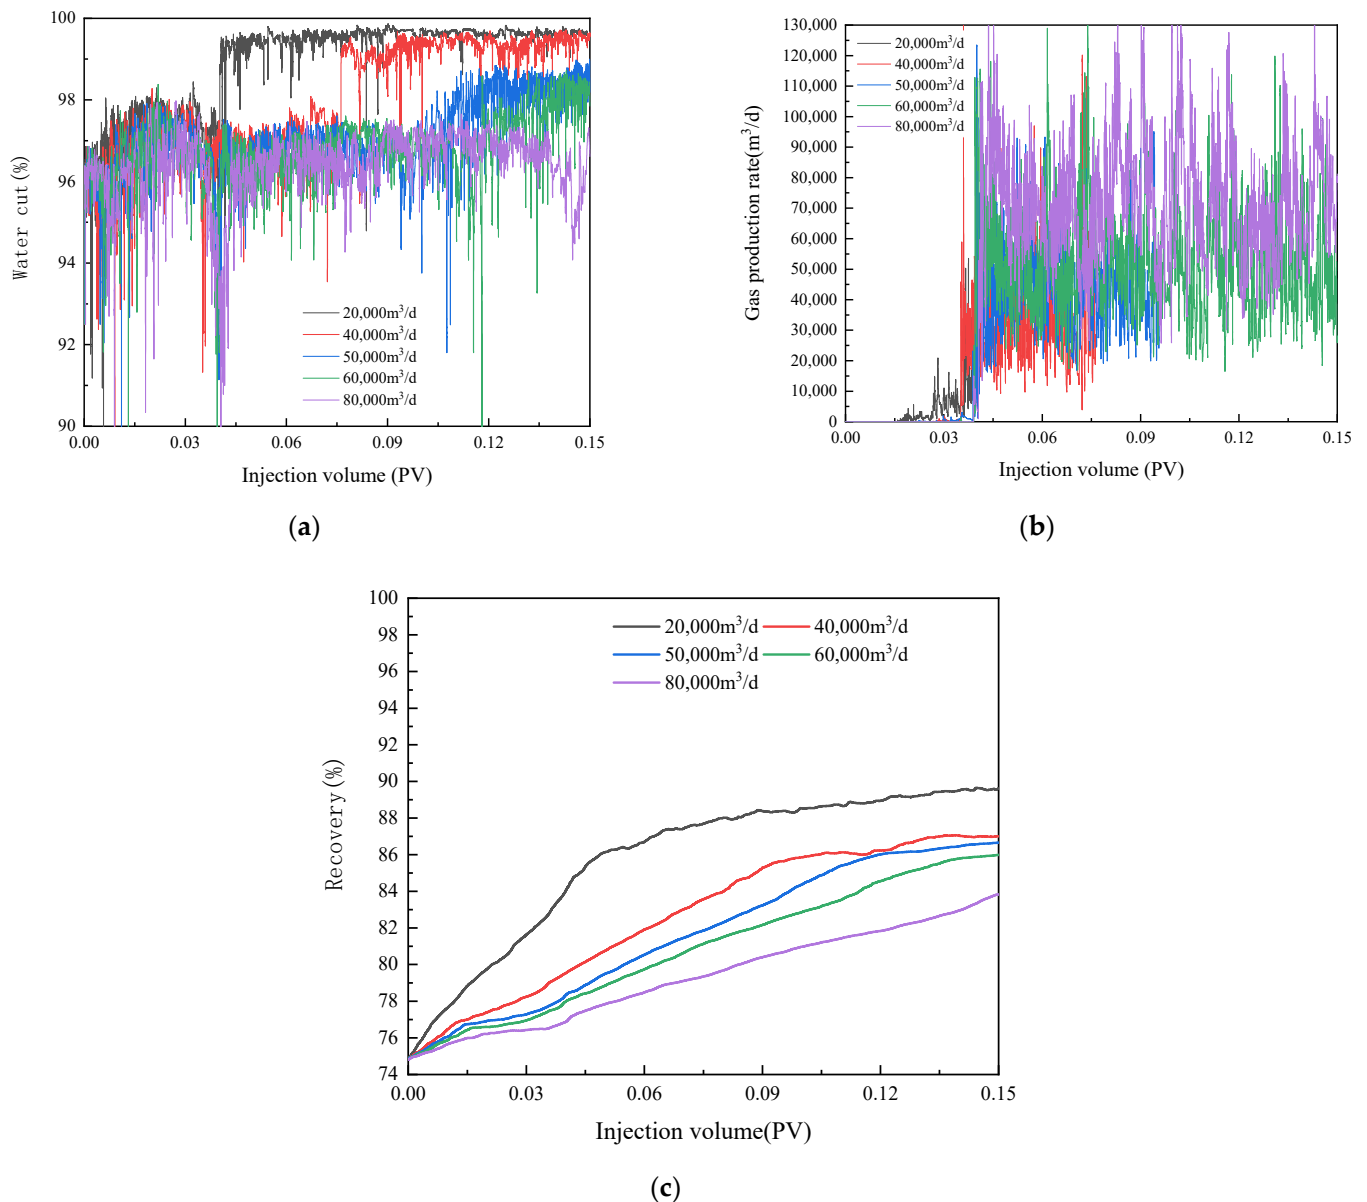 100
98
96
94
92
90
Water cut (%)
20,000m³/d
40,000m³/d
50,000m³/d
60,000m³/d
80,000m³/d
0.00 0.03 0.06 0.09 0.12 0.15
Injection volume (PV)
(a)
130,000
120,000
110,000
100,000
90,000
80,000
70,000
60,000
50,000
40,000
30,000
20,000
10,000
0
Gas production rate(m³/d)
20,000m³/d
40,000m³/d
50,000m³/d
60,000m³/d
80,000m³/d
0.00 0.03 0.06 0.09 0.12 0.15
Injection volume (PV)
(b)
100
98
96
94
92
90
88
86
84
82
80
78
76
74
Recovery(%)
20,000m³/d 40,000m³/d
50,000m³/d 60,000m³/d
80,000m³/d
0.00 0.03 0.06 0.09 0.12 0.15
Injection volume(PV)
(c)